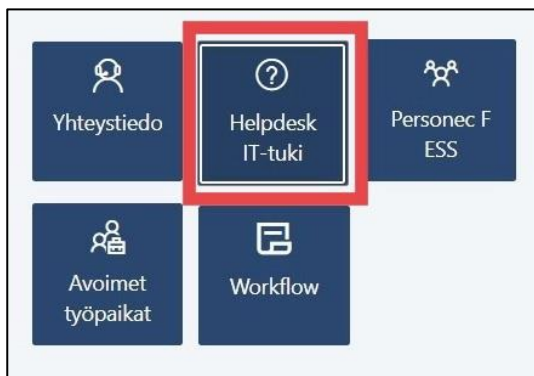 Yhteystiedo
Helpdesk
IT-tuki
Personec F
ESS
Avoimet
työpaikat
Workflow